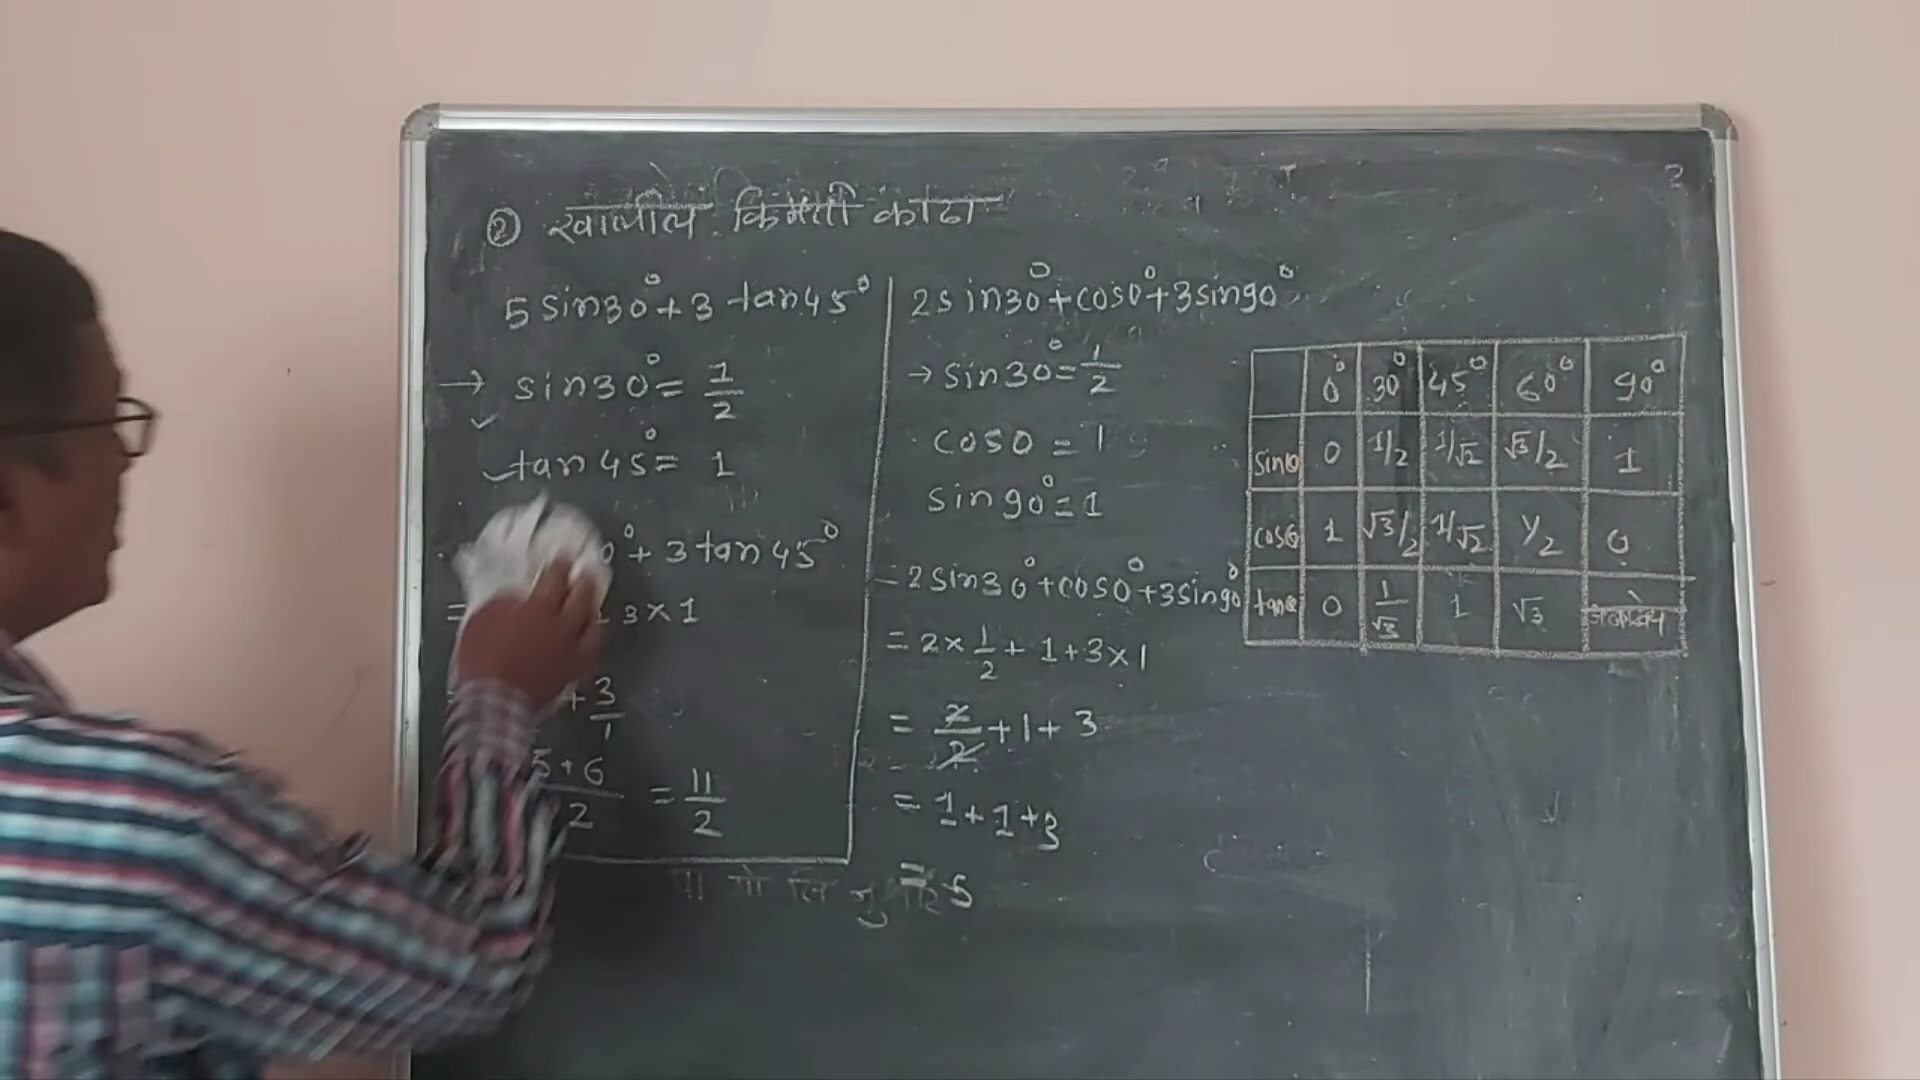 ② खालील किंमती काढा
5 sin30° + 3 tan45°
→ sin30° = 1/2
tan45° = 1
0° + 3 tan45°
= 3×1
+ 3/1
5+6/2 = 11/2
2 sin30° + cos0° + 3 sin90°
→ sin30° = 1/2
cos0 = 1
sin90° = 1
= 2 sin30° + cos0° + 3 sin90°
= 2×1/2 + 1 + 3×1
= 2/2 + 1 + 3
= 1 + 1 + 3
= 5
0° 30° 45° 60° 90°
sinθ 0 1/2 1/√2 √3/2 1
cosθ 1 √3/2 1/√2 1/2 0
tanθ 0 1/√3 1 √3